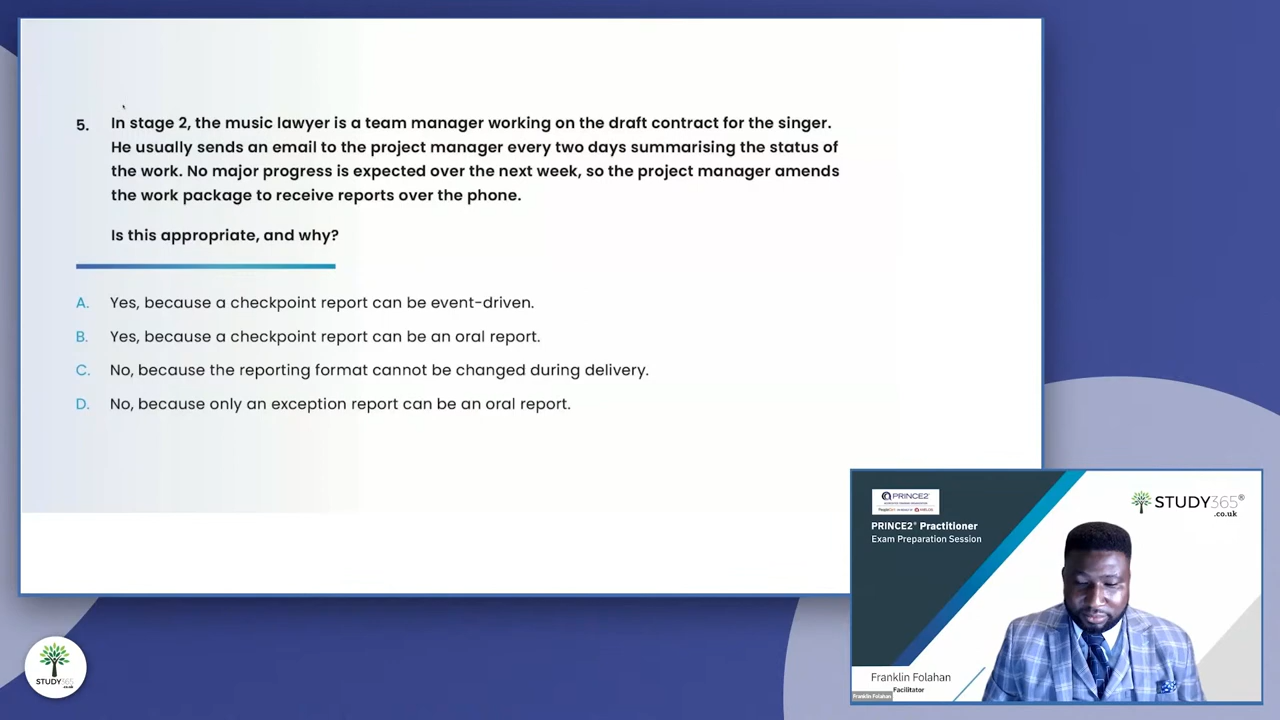 5. In stage 2, the music lawyer is a team manager working on the draft contract for the singer.
He usually sends an email to the project manager every two days summarising the status of
the work. No major progress is expected over the next week, so the project manager amends
the work package to receive reports over the phone.
Is this appropriate, and why?
A. Yes, because a checkpoint report can be event-driven.
B. Yes, because a checkpoint report can be an oral report.
C. No, because the reporting format cannot be changed during delivery.
D. No, because only an exception report can be an oral report.
PRINCE2
PRINCE2® Practitioner
Exam Preparation Session
STUDY365®
.co.uk
Franklin Folahan
Facilitator
Franklin Folahan
STUDY365
.co.uk